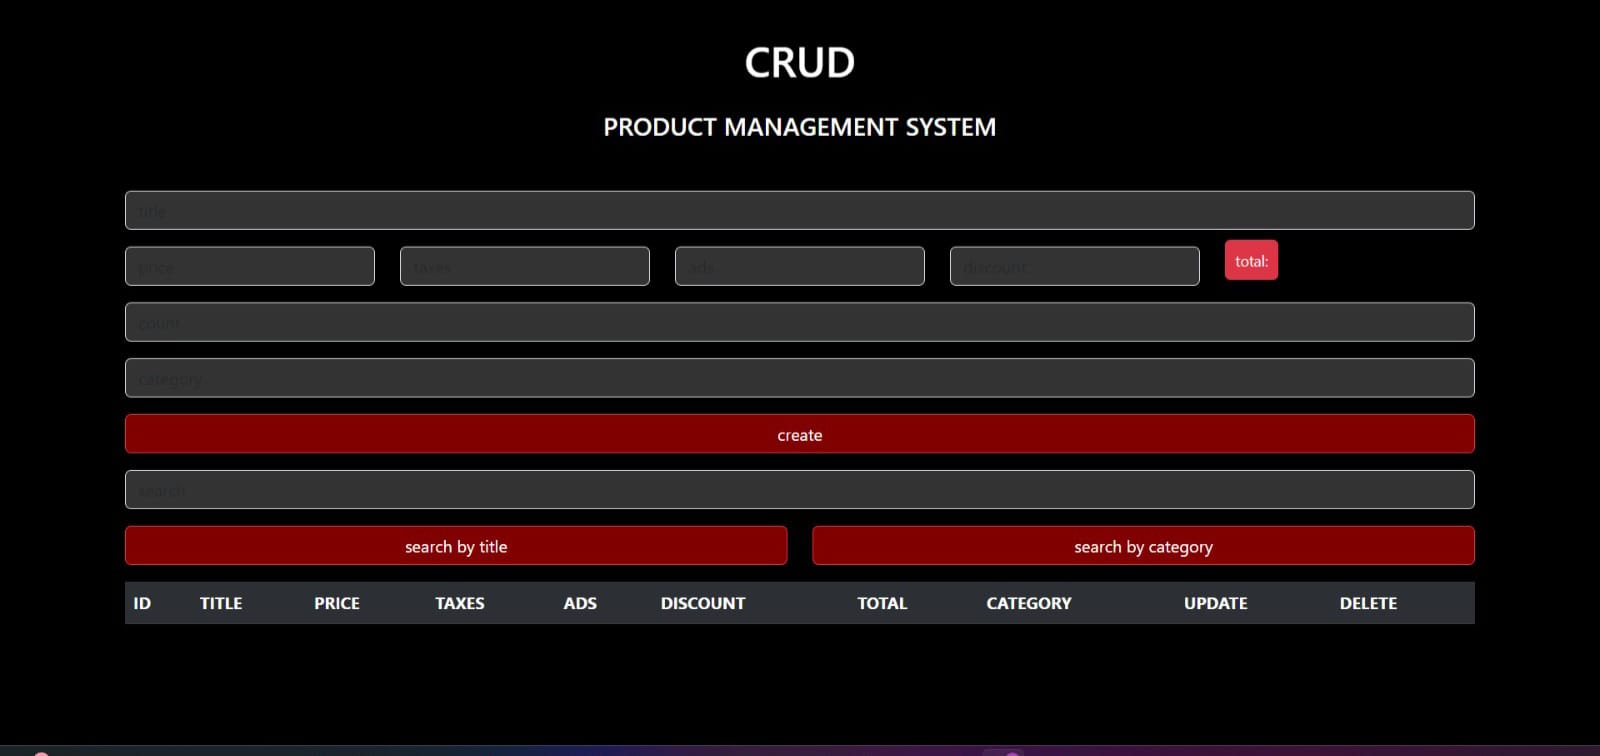 CRUD
PRODUCT MANAGEMENT SYSTEM
title
price taxes ads discount total:
count
category
create
search
search by title search by category
ID TITLE PRICE TAXES ADS DISCOUNT TOTAL CATEGORY UPDATE DELETE